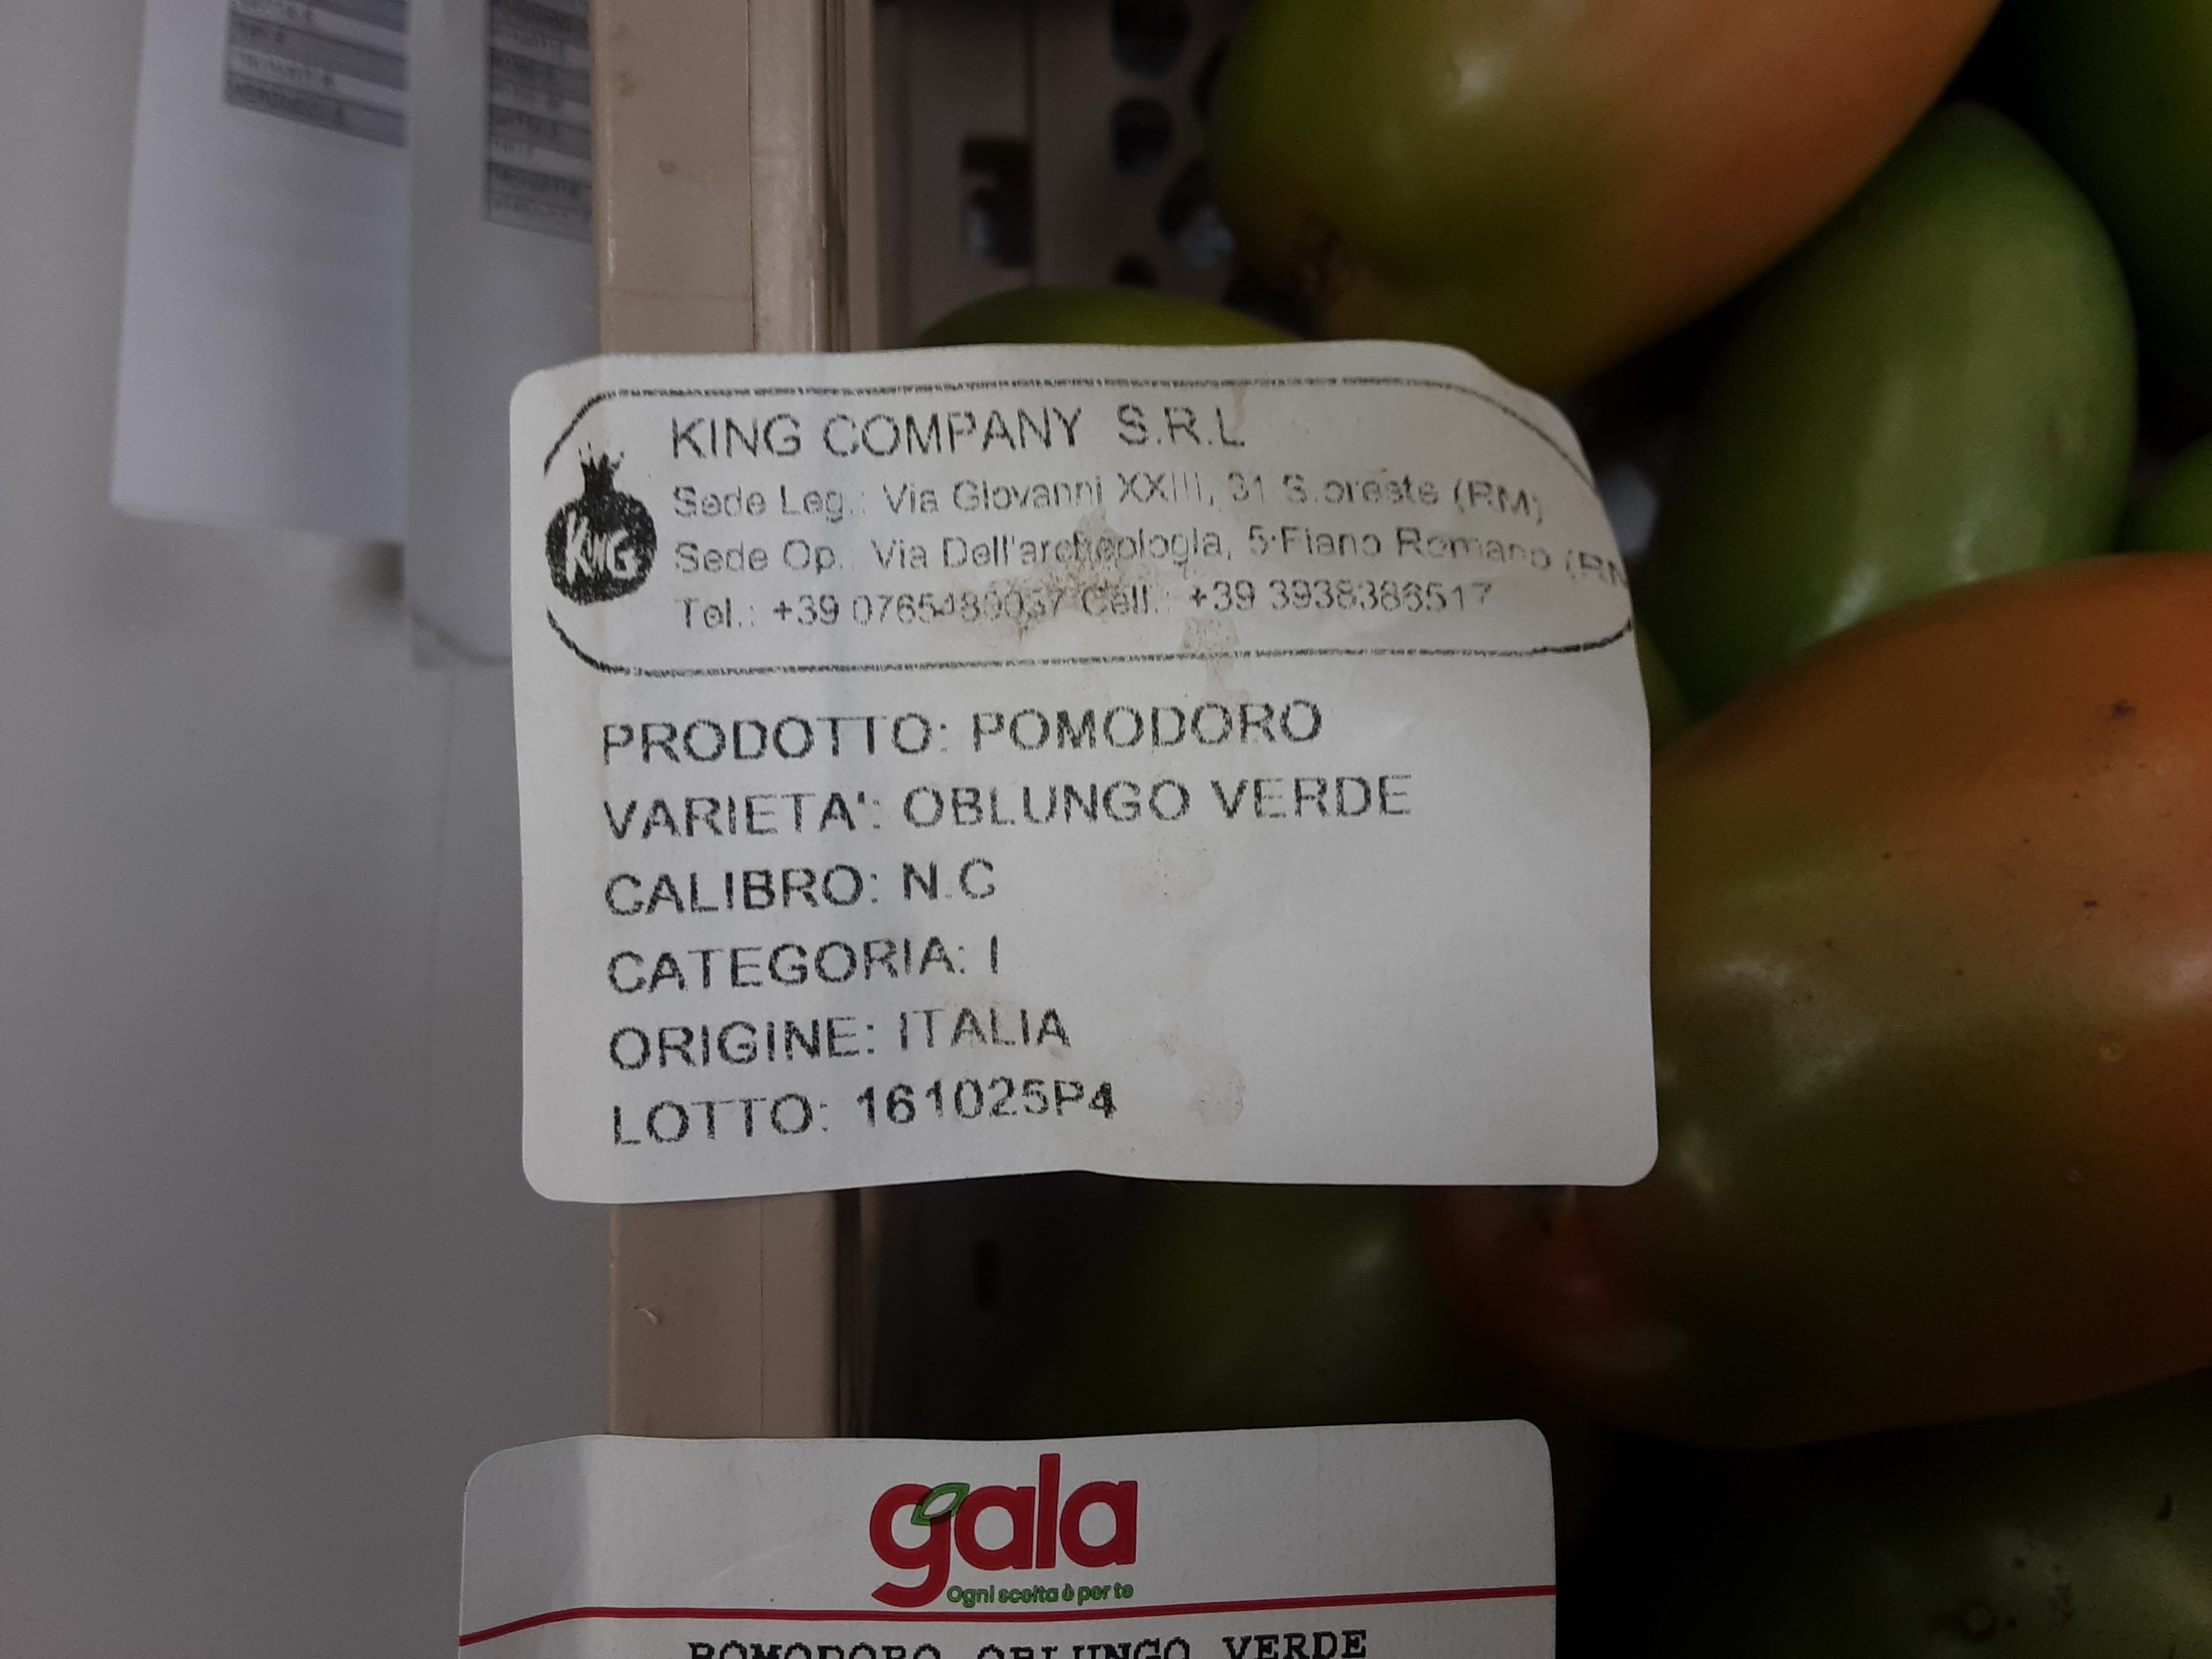 KING COMPANY S.R.L
KING
Sede Leg.: Via Giovanni XXIII, 31 S.oreste (RM)
Sede Op.: Via Dell'archeologia, 5 Fiano Romano (RM
Tel.: +39 Cell.: +39 3938386517
PRODOTTO: POMODORO
VARIETA': OBLUNGO VERDE
CALIBRO: N.C
CATEGORIA: I
ORIGINE: ITALIA
LOTTO: 161025P4
gala
Ogni scelta è per te
POMODORO OBLUNGO VERDE